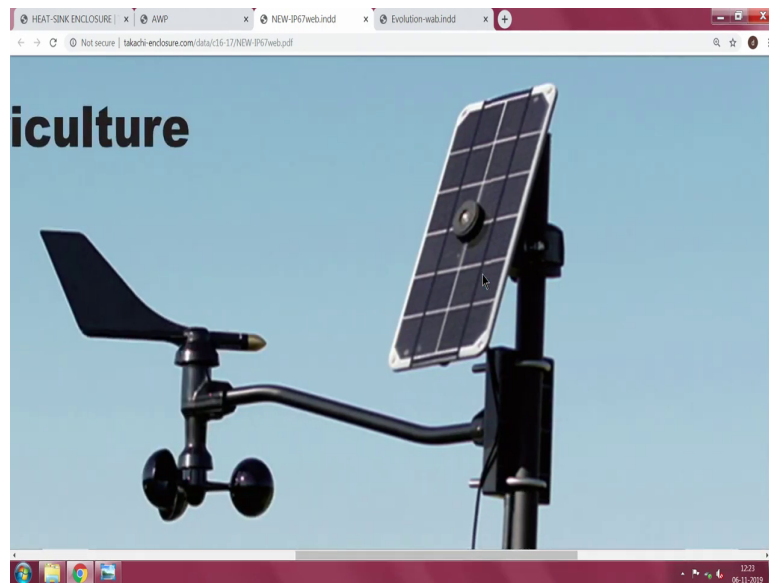 HEAT-SINK ENCLOSURE |
AWP
NEW-IP67web.indd
Evolution-wab.indd
Not secure | takachi-enclosure.com/data/c16-17/NEW-IP67web.pdf
d
iculture
12:23
06-11-2019